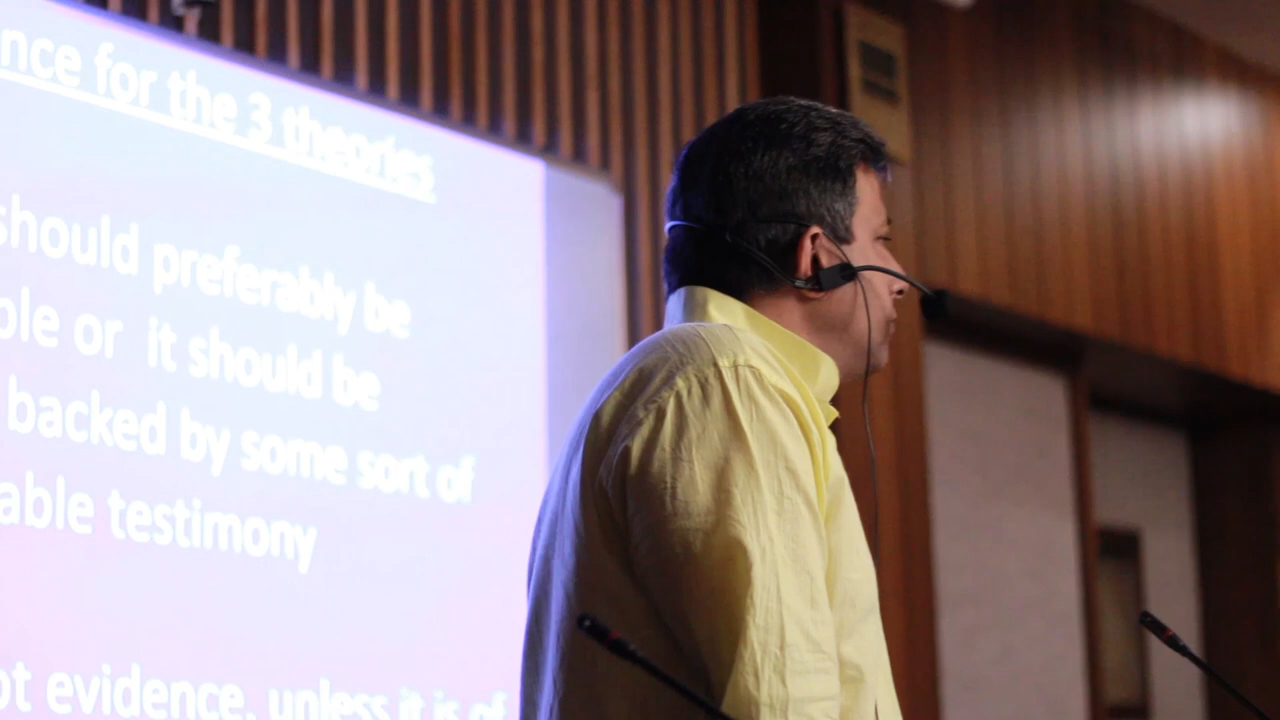 nce for the 3 theories
should preferably be
ble or it should be
backed by some sort of
able testimony
ot evidence, unless it is of